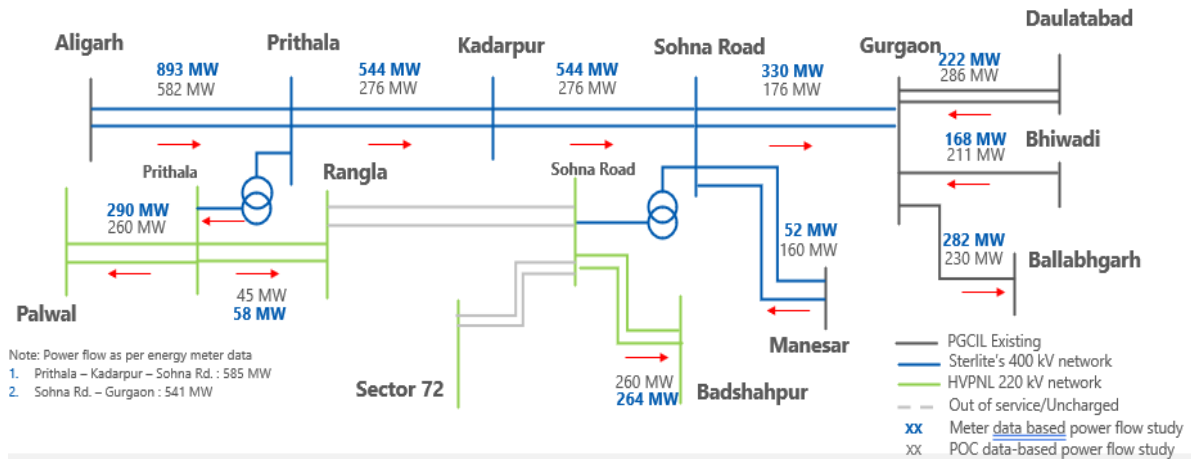 Daulatabad
Aligarh
Prithala
Kadarpur
Sohna Road
Gurgaon
893 MW
582 MW
544 MW
276 MW
544 MW
276 MW
330 MW
176 MW
222 MW
286 MW
168 MW
211 MW
Bhiwadi
Prithala
Rangla
Sohna Road
290 MW
260 MW
52 MW
160 MW
282 MW
230 MW
Ballabhgarh
45 MW
58 MW
Palwal
Manesar
Note: Power flow as per energy meter data
1. Prithala – Kadarpur – Sohna Rd. : 585 MW
2. Sohna Rd. – Gurgaon : 541 MW
Sector 72
260 MW
264 MW
Badshahpur
PGCIL Existing
Sterlite's 400 kV network
HVPNL 220 kV network
Out of service/Uncharged
xx Meter data based power flow study
xx POC data-based power flow study